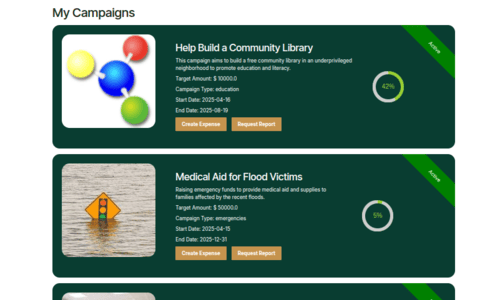 My Campaigns
Active
Help Build a Community Library
This campaign aims to build a free community library in an underprivileged
neighborhood to promote education and literacy.
Target Amount: $ 10000.0
42%
Campaign Type: education
Start Date: 2025-04-16
End Date: 2025-08-19
Create Expense Request Report
Active
Medical Aid for Flood Victims
Raising emergency funds to provide medical aid and supplies to
families affected by the recent floods.
Target Amount: $ 50000.0
5%
Campaign Type: emergencies
Start Date: 2025-04-15
End Date: 2025-12-31
Create Expense Request Report